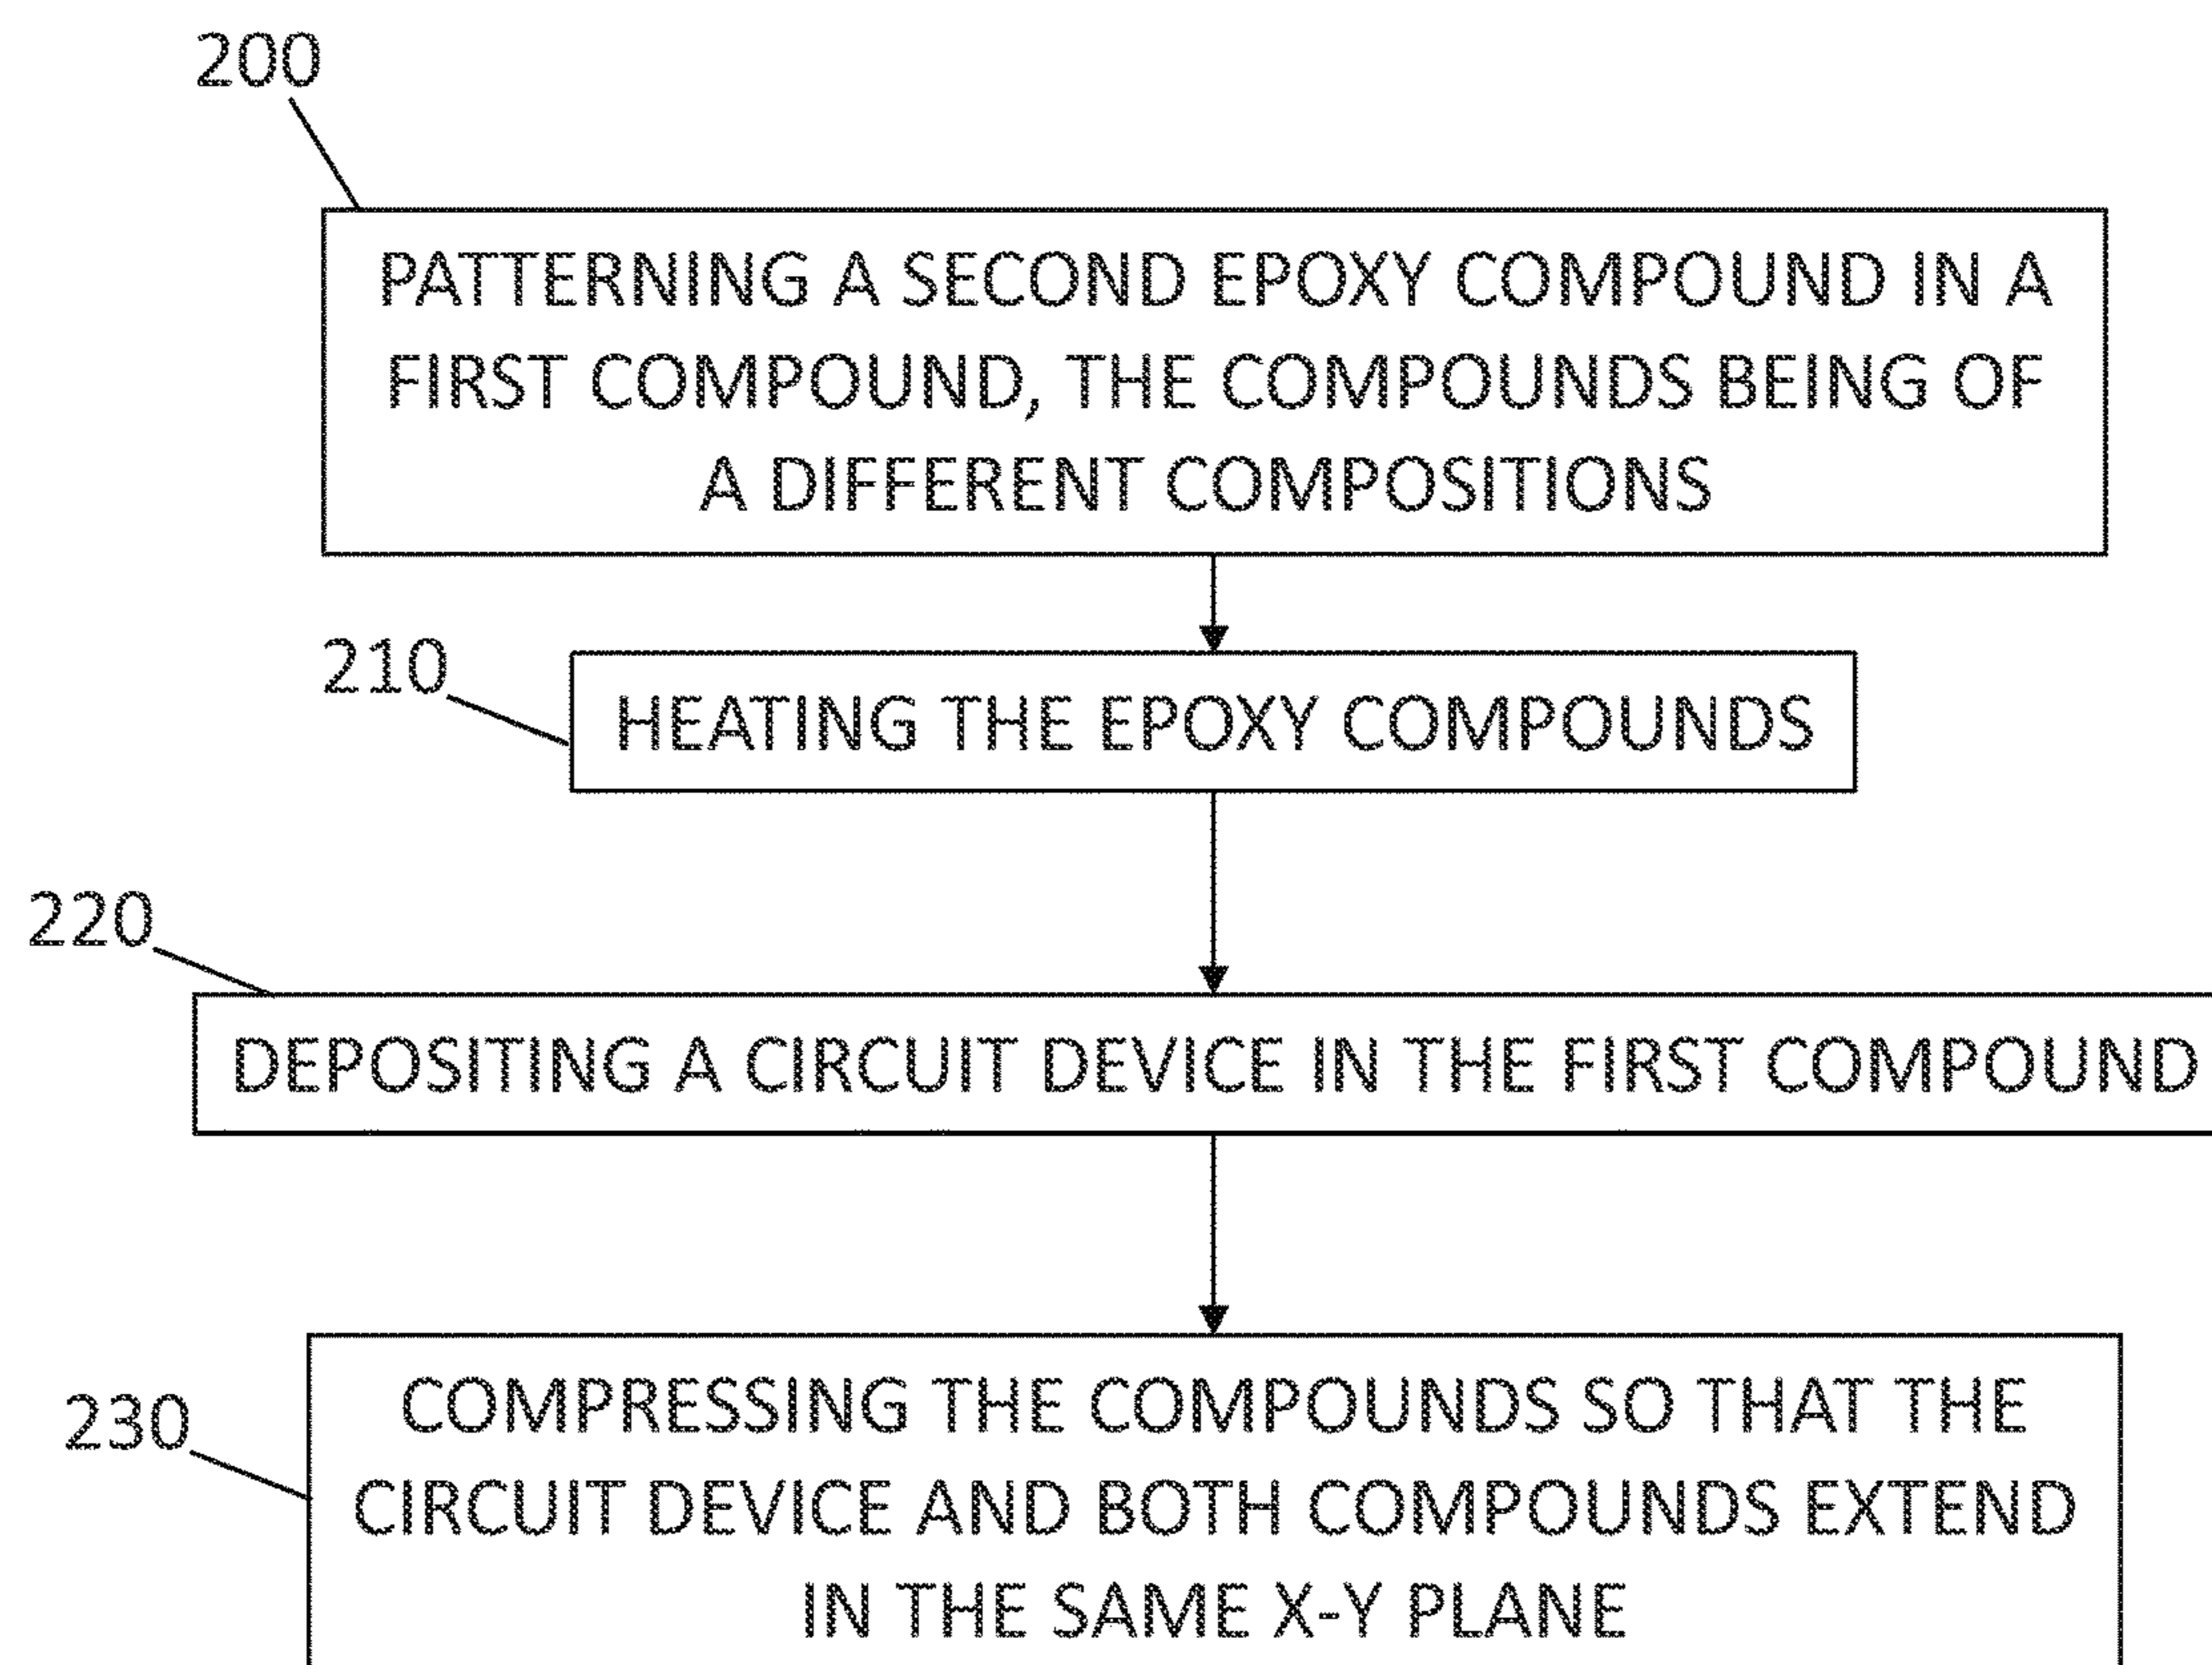 200
PATTERNING A SECOND EPOXY COMPOUND IN A
FIRST COMPOUND, THE COMPOUNDS BEING OF
A DIFFERENT COMPOSITIONS
210
HEATING THE EPOXY COMPOUNDS
220
DEPOSITING A CIRCUIT DEVICE IN THE FIRST COMPOUND
230
COMPRESSING THE COMPOUNDS SO THAT THE
CIRCUIT DEVICE AND BOTH COMPOUNDS EXTEND
IN THE SAME X-Y PLANE